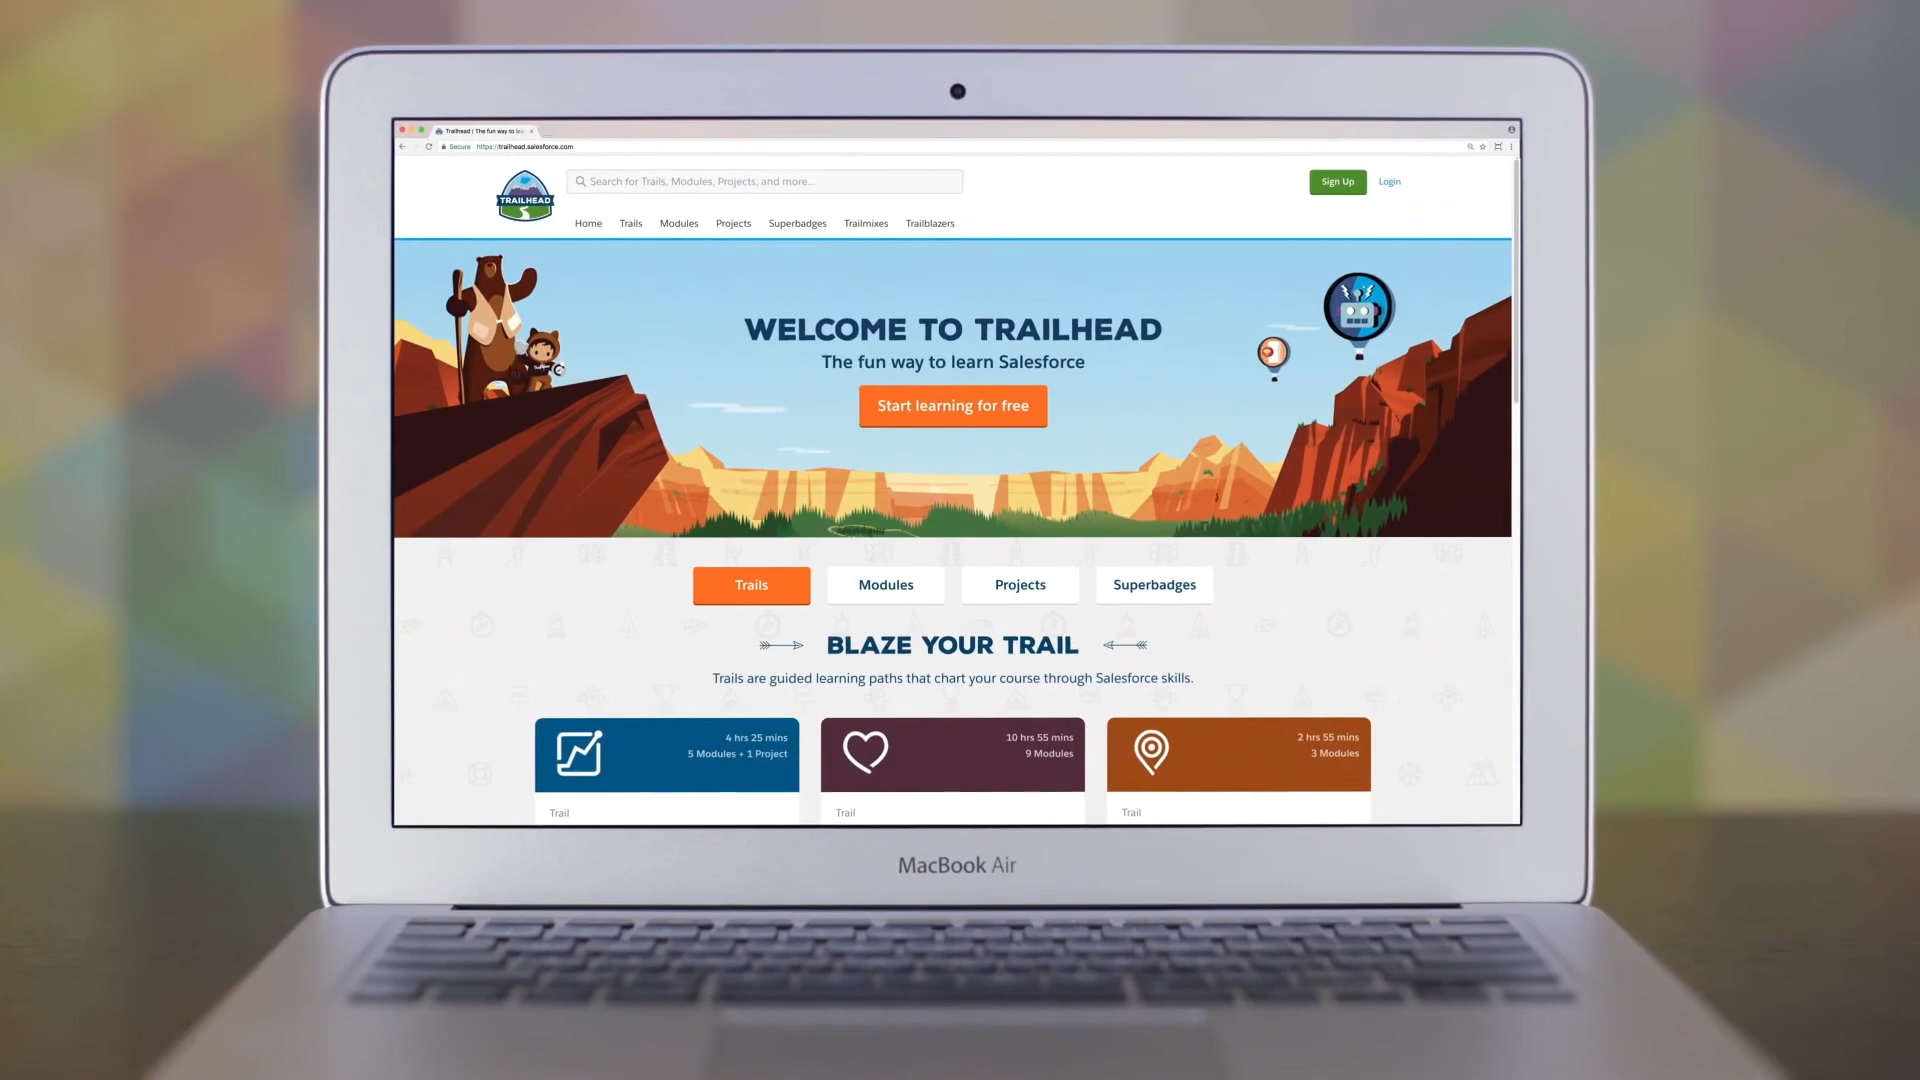 Trailhead | The fun way to lea
Secure https://trailhead.salesforce.com
TRAILHEAD
Search for Trails, Modules, Projects, and more...
Sign Up
Login
Home Trails Modules Projects Superbadges Trailmixes Trailblazers
WELCOME TO TRAILHEAD
The fun way to learn Salesforce
Start learning for free
Trails Modules Projects Superbadges
BLAZE YOUR TRAIL
Trails are guided learning paths that chart your course through Salesforce skills.
4 hrs 25 mins
5 Modules + 1 Project
Trail
10 hrs 55 mins
9 Modules
Trail
2 hrs 55 mins
3 Modules
Trail
MacBook Air